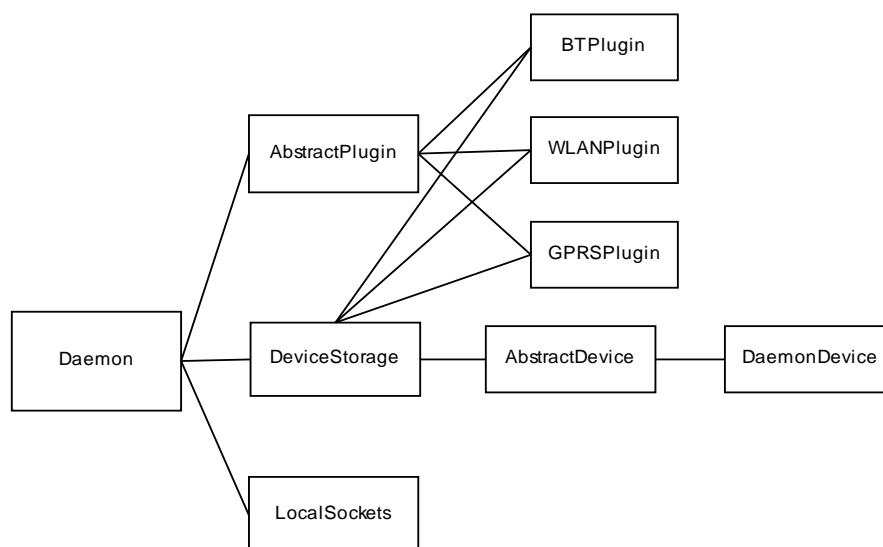 BTPlugin
AbstractPlugin
WLANPlugin
GPRSPlugin
Daemon
DeviceStorage
AbstractDevice
DaemonDevice
LocalSockets